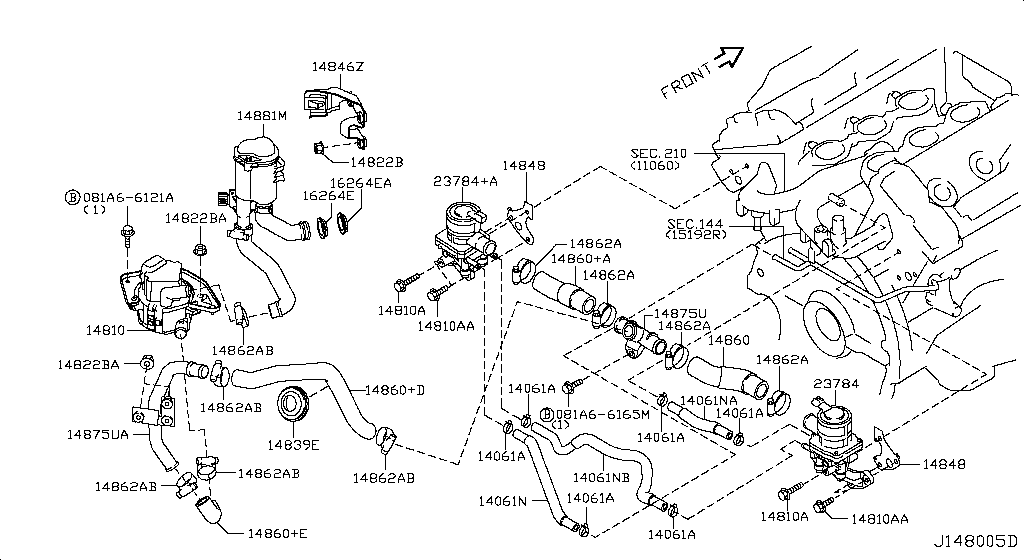 14846Z
FRONT
14881M
14822B
SEC.210
(11060)
14848
16264EA
16264E
23784+A
B 081A6-6121A
(1)
14822BA
SEC.144
(15192R)
14862A
14860+A
14862A
14810A
14810AA
14875U
14862A
14860
14810
14862AB
14862A
14822BA
14860+D
14061A
14061NA
23784
14862AB
B 081A6-6165M
(1)
14061A
14875UA
14839E
14061A
14061A
14848
14862AB
14862AB
14061NB
14862AB
14061N
14061A
14810A
14810AA
14860+E
14061A
J148005D